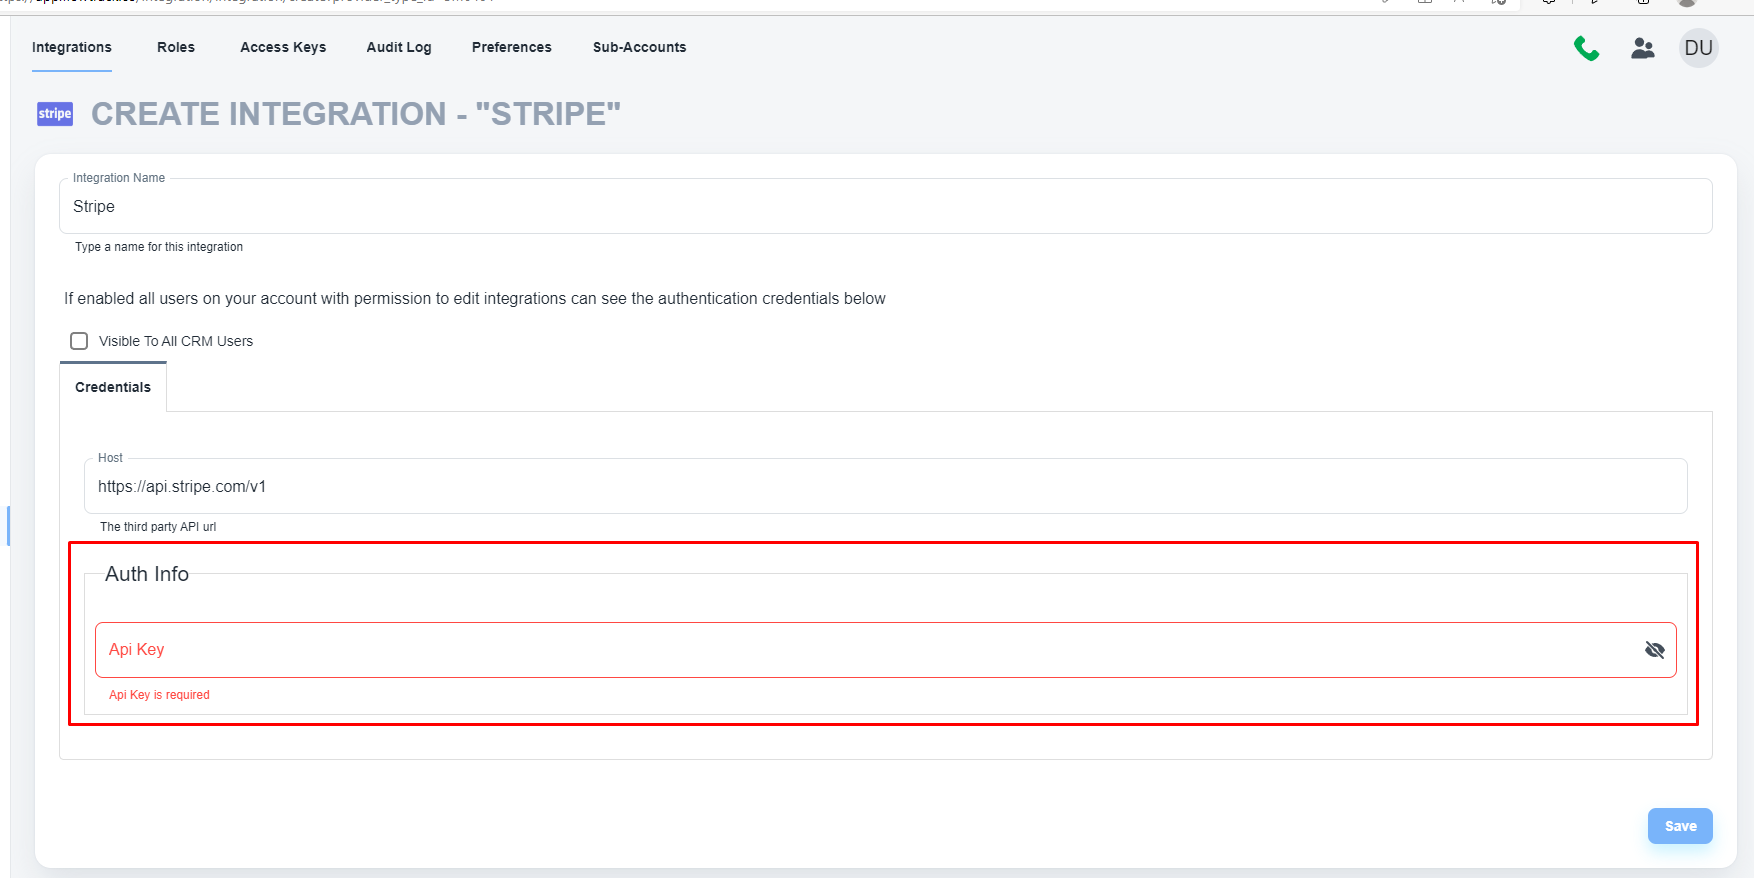 Integrations Roles Access Keys Audit Log Preferences Sub-Accounts DU
stripe CREATE INTEGRATION - "STRIPE"
Integration Name
Stripe
Type a name for this integration
If enabled all users on your account with permission to edit integrations can see the authentication credentials below
Visible To All CRM Users
Credentials
Host
https://api.stripe.com/v1
The third party API url
Auth Info
Api Key
Api Key is required
Save